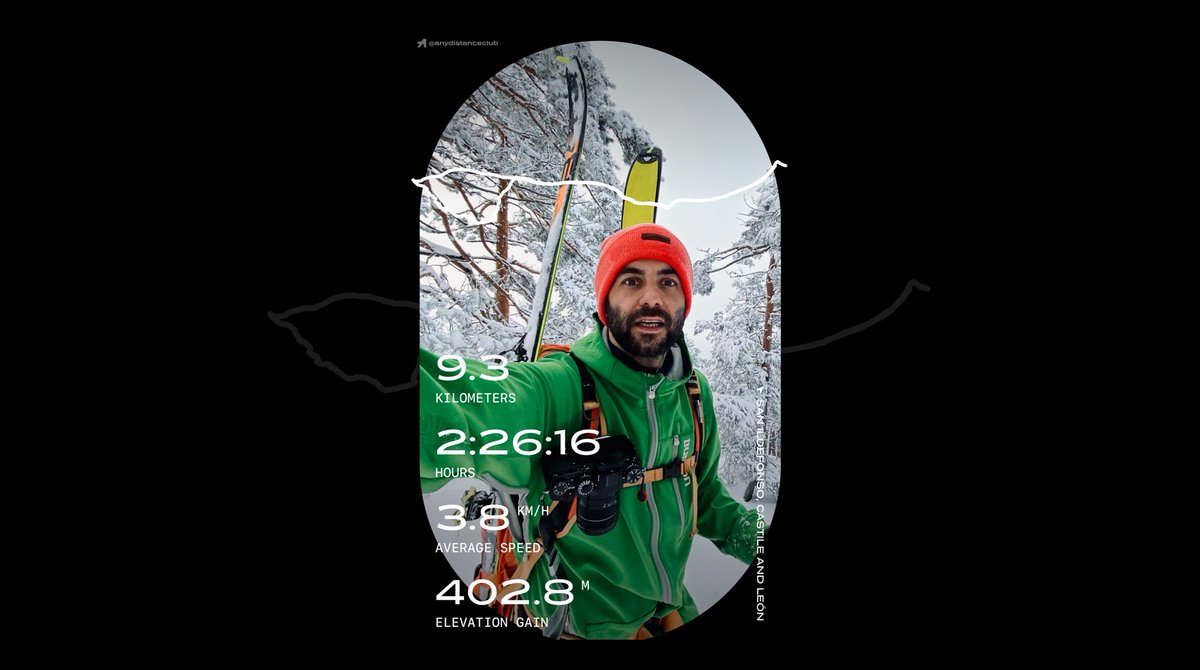 @anydistanceclub
9.3
KILOMETERS
2:26:16
HOURS
3.8 KM/H
AVERAGE SPEED
402.8 M
ELEVATION GAIN
SAN ILDEFONSO, CASTILE AND LEÓN